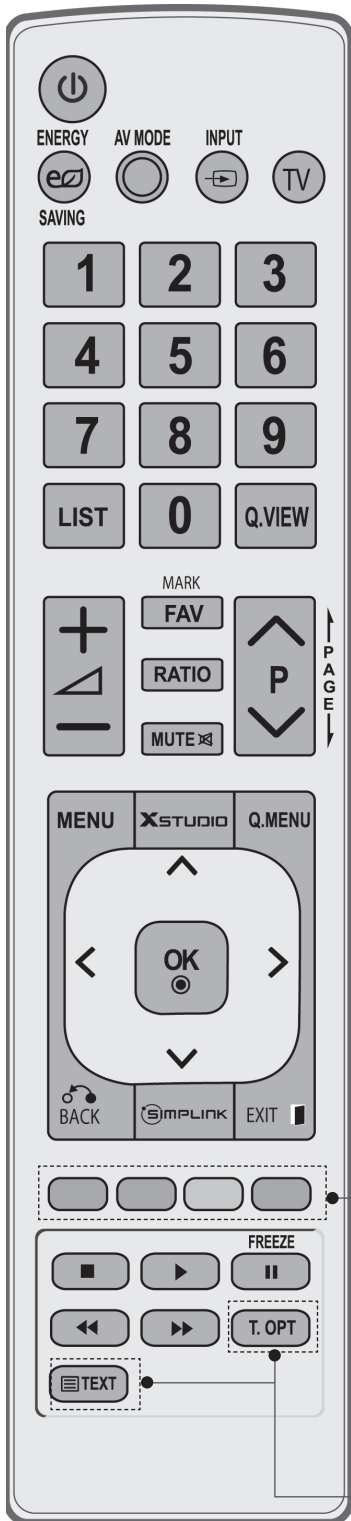 ENERGY AV MODE INPUT
TV
SAVING
1 2 3
4 5 6
7 8 9
LIST 0 Q.VIEW
MARK
FAV
RATIO
MUTE
P
PAGE
MENU XSTUDIO Q.MENU
OK
BACK SIMPLINK EXIT
FREEZE
T. OPT
TEXT